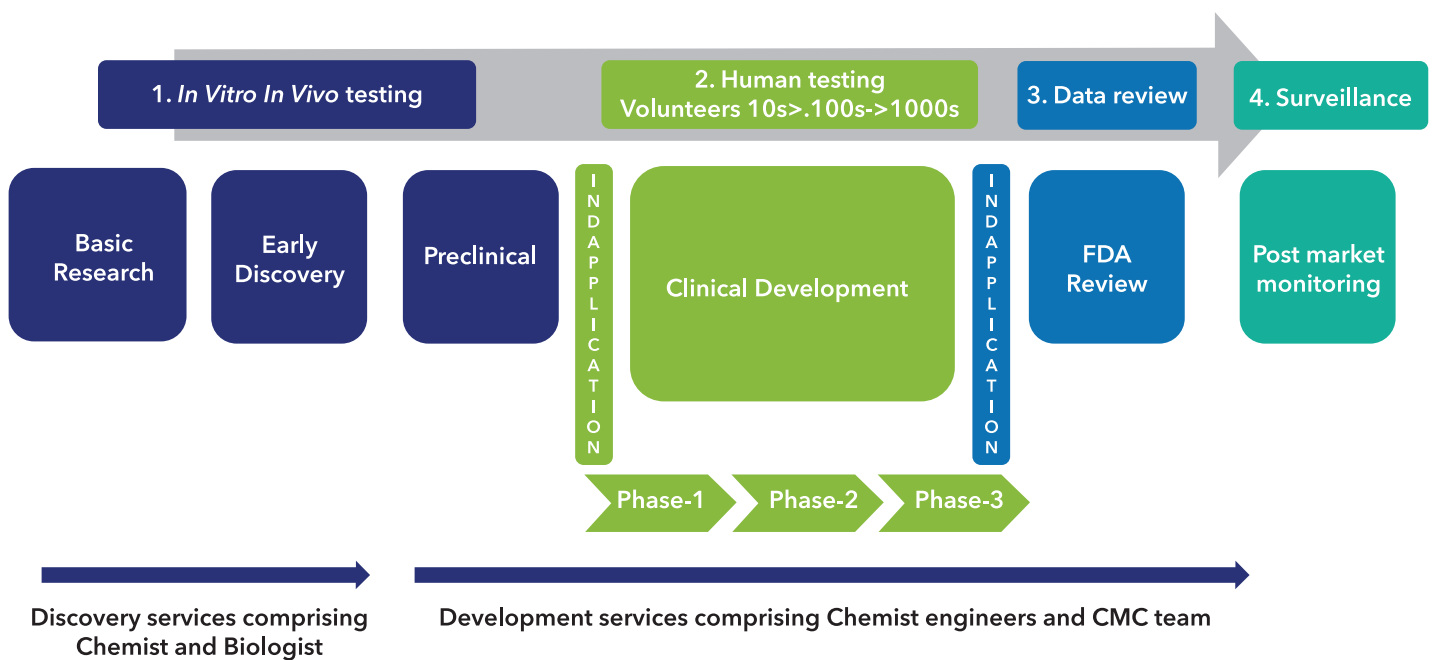 1. In Vitro In Vivo testing
2. Human testing
Volunteers 10s>.100s->1000s
3. Data review
4. Surveillance
Basic
Research
Early
Discovery
Preclinical
INDAPPLICATION
Clinical Development
INDAPPLICATION
FDA
Review
Post market
monitoring
Phase-1
Phase-2
Phase-3
Discovery services comprising
Chemist and Biologist
Development services comprising Chemist engineers and CMC team